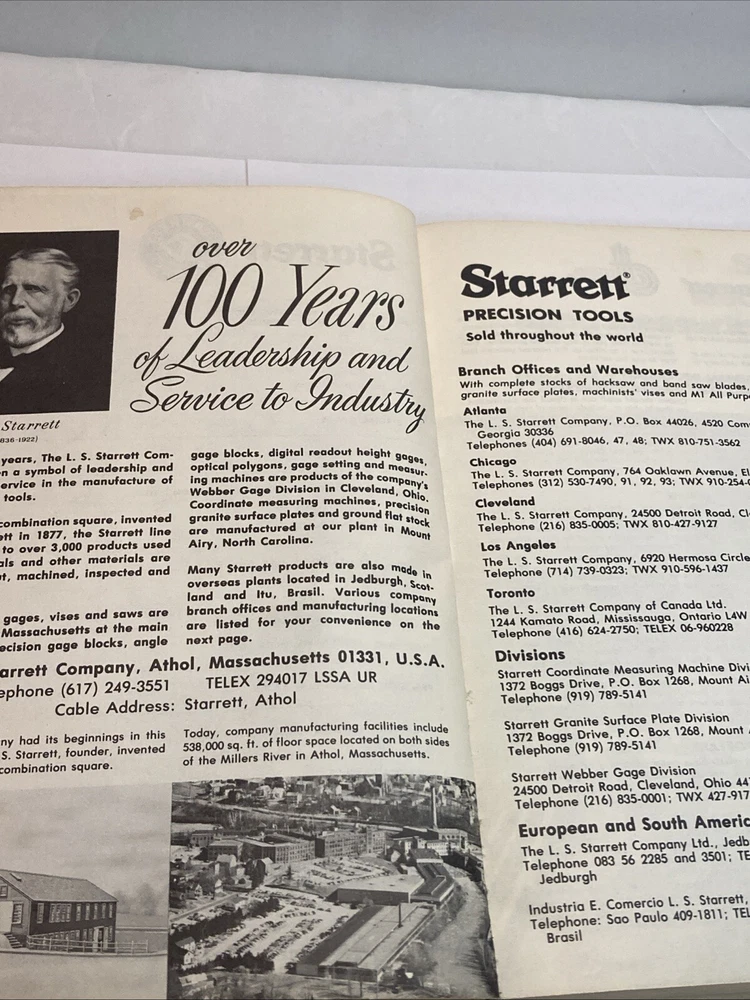 over
100 Years
of Leadership and
Service to Industry
Starrett
836-1922)
years, The L. S. Starrett Com-
a symbol of leadership and
ervice in the manufacture of
tools.
combination square, invented
ett in 1877, the Starrett line
to over 3,000 products used
als and other materials are
t, machined, inspected and
gages, vises and saws are
Massachusetts at the main
ecision gage blocks, angle
gage blocks, digital readout height gages,
optical polygons, gage setting and measur-
ing machines are products of the company's
Webber Gage Division in Cleveland, Ohio.
Coordinate measuring machines, precision
granite surface plates and ground flat stock
are manufactured at our plant in Mount
Airy, North Carolina.
Many Starrett products are also made in
overseas plants located in Jedburgh, Scot-
land and Itu, Brasil. Various company
branch offices and manufacturing locations
are listed for your convenience on the
next page.
arrett Company, Athol, Massachusetts 01331, U.S.A.
ephone (617) 249-3551 TELEX 294017 LSSA UR
Cable Address: Starrett, Athol
ny had its beginnings in this
S. Starrett, founder, invented
combination square.
Today, company manufacturing facilities include
538,000 sq. ft. of floor space located on both sides
of the Millers River in Athol, Massachusetts.
Starrett®
PRECISION TOOLS
Sold throughout the world
Branch Offices and Warehouses
With complete stocks of hacksaw and band saw blades,
granite surface plates, machinists' vises and M1 All Purp
Atlanta
The L. S. Starrett Company, P.O. Box 44026, 4520 Com
Georgia 30336
Telephones (404) 691-8046, 47, 48; TWX 810-751-3562
Chicago
The L. S. Starrett Company, 764 Oaklawn Avenue, El
Telephones (312) 530-7490, 91, 92, 93; TWX 910-254-
Cleveland
The L. S. Starrett Company, 24500 Detroit Road, Cl
Telephone (216) 835-0005; TWX 810-427-9127
Los Angeles
The L. S. Starrett Company, 6920 Hermosa Circle
Telephone (714) 739-0323; TWX 910-596-1437
Toronto
The L. S. Starrett Company of Canada Ltd.
1244 Kamato Road, Mississauga, Ontario L4W
Telephone (416) 624-2750; TELEX 06-960228
Divisions
Starrett Coordinate Measuring Machine Divi
1372 Boggs Drive, P.O. Box 1268, Mount Ai
Telephone (919) 789-5141
Starrett Granite Surface Plate Division
1372 Boggs Drive, P.O. Box 1268, Mount
Telephone (919) 789-5141
Starrett Webber Gage Division
24500 Detroit Road, Cleveland, Ohio 44
Telephone (216) 835-0001; TWX 427-917
European and South Americ
The L. S. Starrett Company Ltd., Jedb
Telephone 083 56 2285 and 3501; TE
Jedburgh
Industria E. Comercio L. S. Starrett,
Telephone: Sao Paulo 409-1811; TEL
Brasil